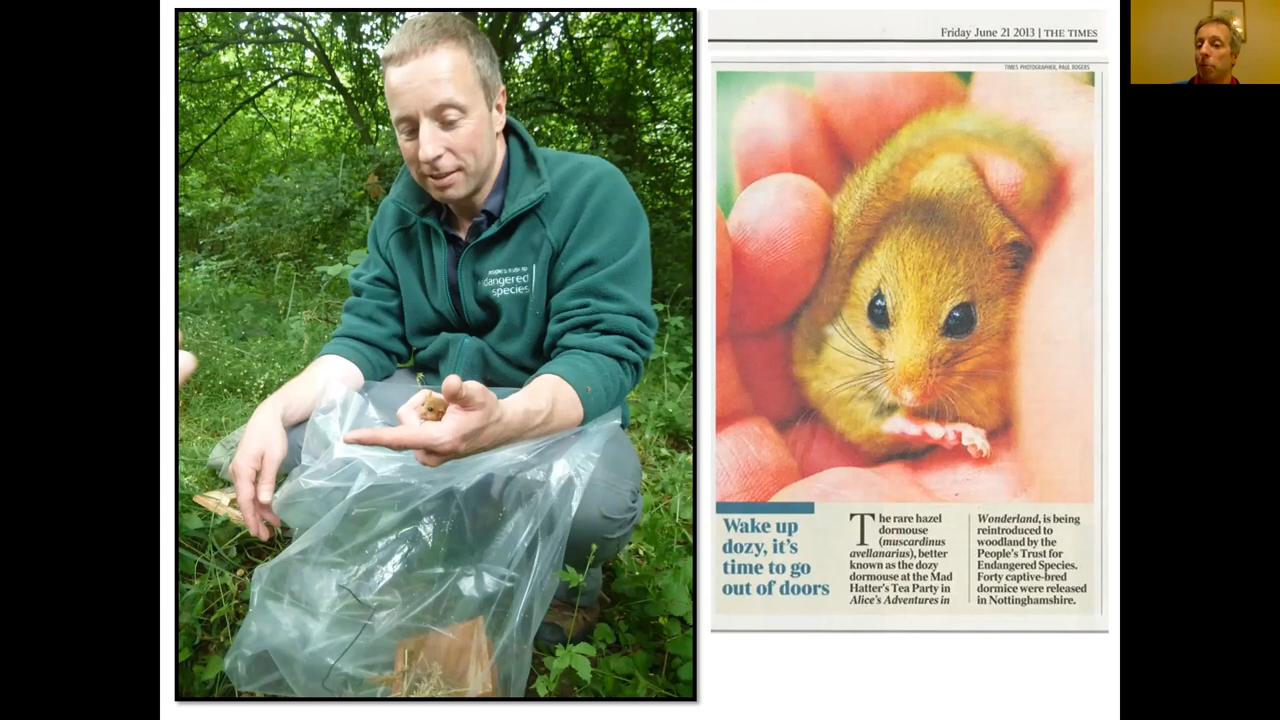 Friday June 21 2013 | THE TIMES
TIMES PHOTOGRAPHER, PAUL ROGERS
people's trust for
endangered
species
Wake up
dozy, it's
time to go
out of doors
The rare hazel
dormouse
(muscardinus
avellanarius), better
known as the dozy
dormouse at the Mad
Hatter's Tea Party in
Alice's Adventures in
Wonderland, is being
reintroduced to
woodland by the
People's Trust for
Endangered Species.
Forty captive-bred
dormice were released
in Nottinghamshire.